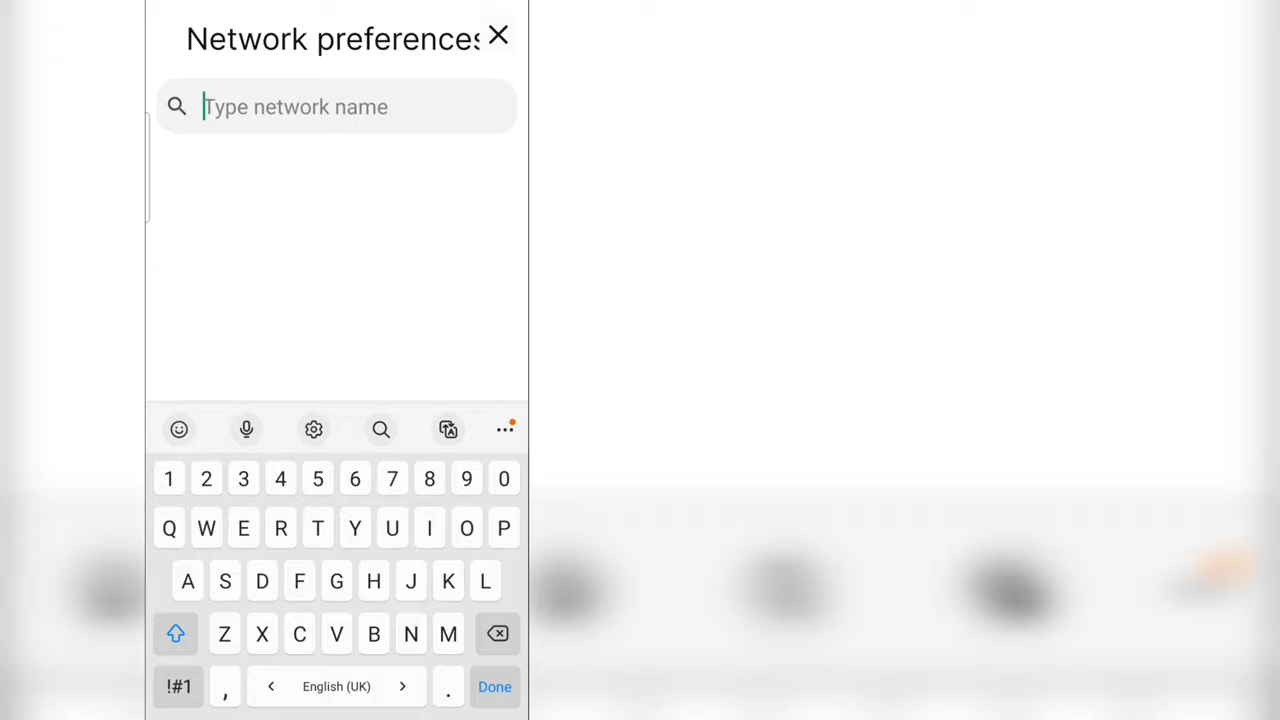 Network preferences
Type network name
1 2 3 4 5 6 7 8 9 0
Q W E R T Y U I O P
A S D F G H J K L
Z X C V B N M
!#1 , < English (UK) > . Done